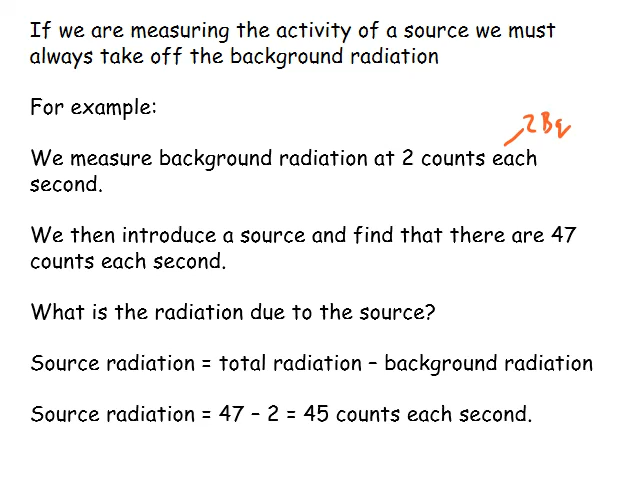 If we are measuring the activity of a source we must
always take off the background radiation
For example:
2Bq
We measure background radiation at 2 counts each
second.
We then introduce a source and find that there are 47
counts each second.
What is the radiation due to the source?
Source radiation = total radiation – background radiation
Source radiation = 47 – 2 = 45 counts each second.